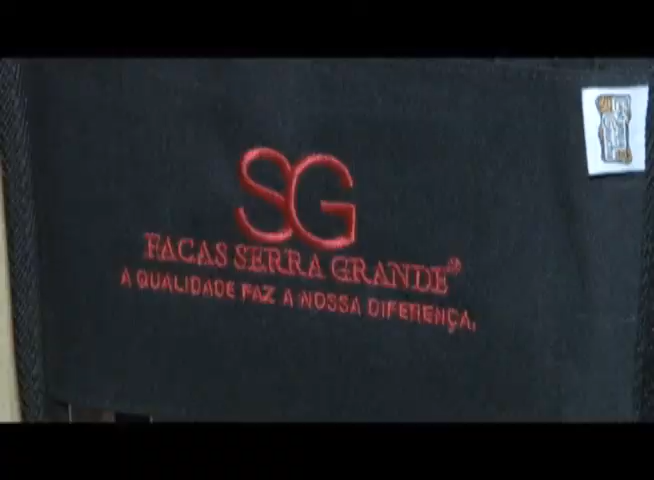 SG
FACAS SERRA GRANDE®
A QUALIDADE FAZ A NOSSA DIFERENÇA.